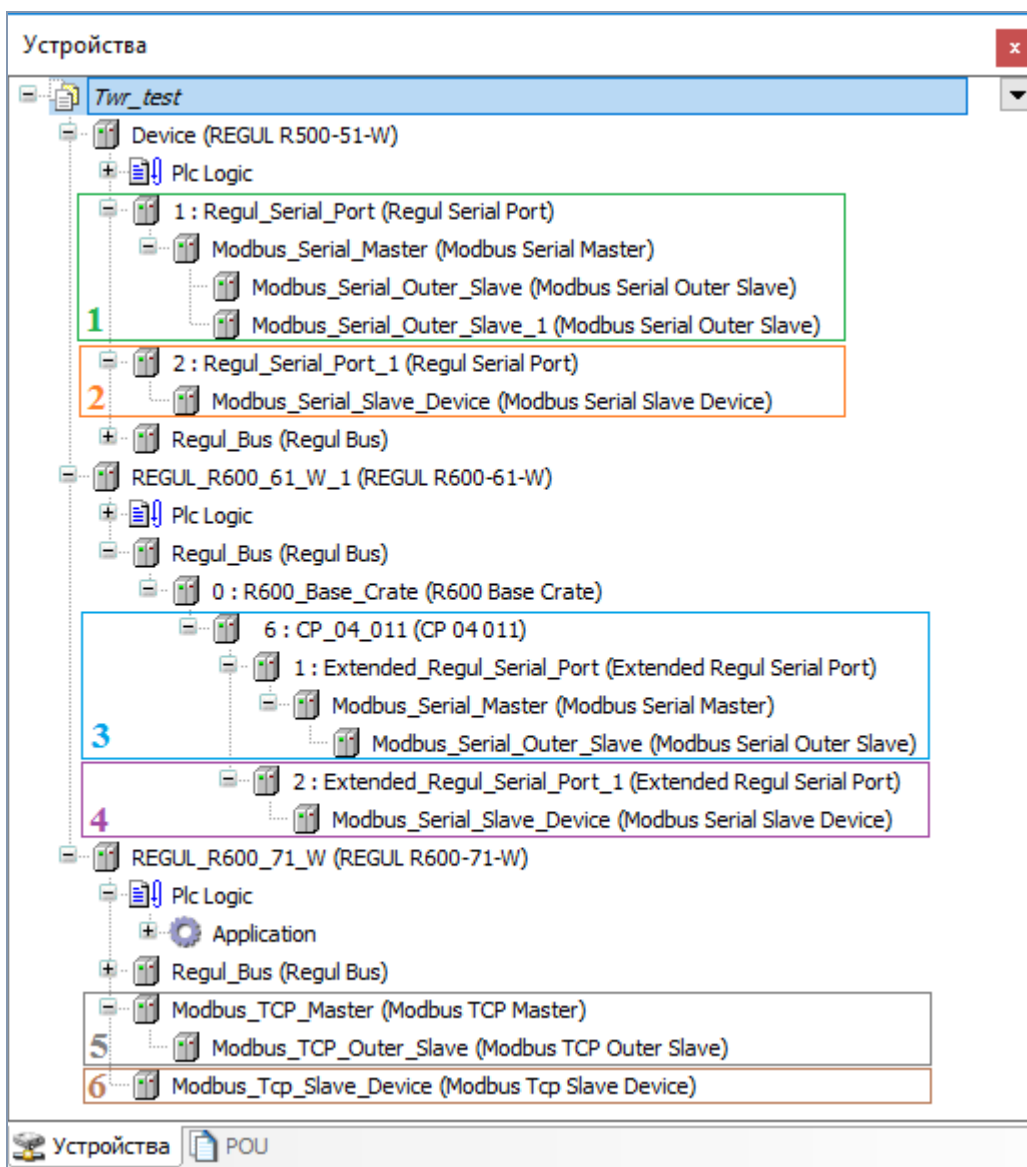 Устройства
x
Twr_test
Device (REGUL R500-51-W)
Plc Logic
1 : Regul_Serial_Port (Regul Serial Port)
Modbus_Serial_Master (Modbus Serial Master)
Modbus_Serial_Outer_Slave (Modbus Serial Outer Slave)
1 Modbus_Serial_Outer_Slave_1 (Modbus Serial Outer Slave)
2 : Regul_Serial_Port_1 (Regul Serial Port)
2 Modbus_Serial_Slave_Device (Modbus Serial Slave Device)
Regul_Bus (Regul Bus)
REGUL_R600_61_W_1 (REGUL R600-61-W)
Plc Logic
Regul_Bus (Regul Bus)
0 : R600_Base_Crate (R600 Base Crate)
6 : CP_04_011 (CP 04 011)
1 : Extended_Regul_Serial_Port (Extended Regul Serial Port)
Modbus_Serial_Master (Modbus Serial Master)
3 Modbus_Serial_Outer_Slave (Modbus Serial Outer Slave)
2 : Extended_Regul_Serial_Port_1 (Extended Regul Serial Port)
4 Modbus_Serial_Slave_Device (Modbus Serial Slave Device)
REGUL_R600_71_W (REGUL R600-71-W)
Plc Logic
Application
Regul_Bus (Regul Bus)
Modbus_TCP_Master (Modbus TCP Master)
5 Modbus_TCP_Outer_Slave (Modbus TCP Outer Slave)
6 Modbus_Tcp_Slave_Device (Modbus Tcp Slave Device)
Устройства POU